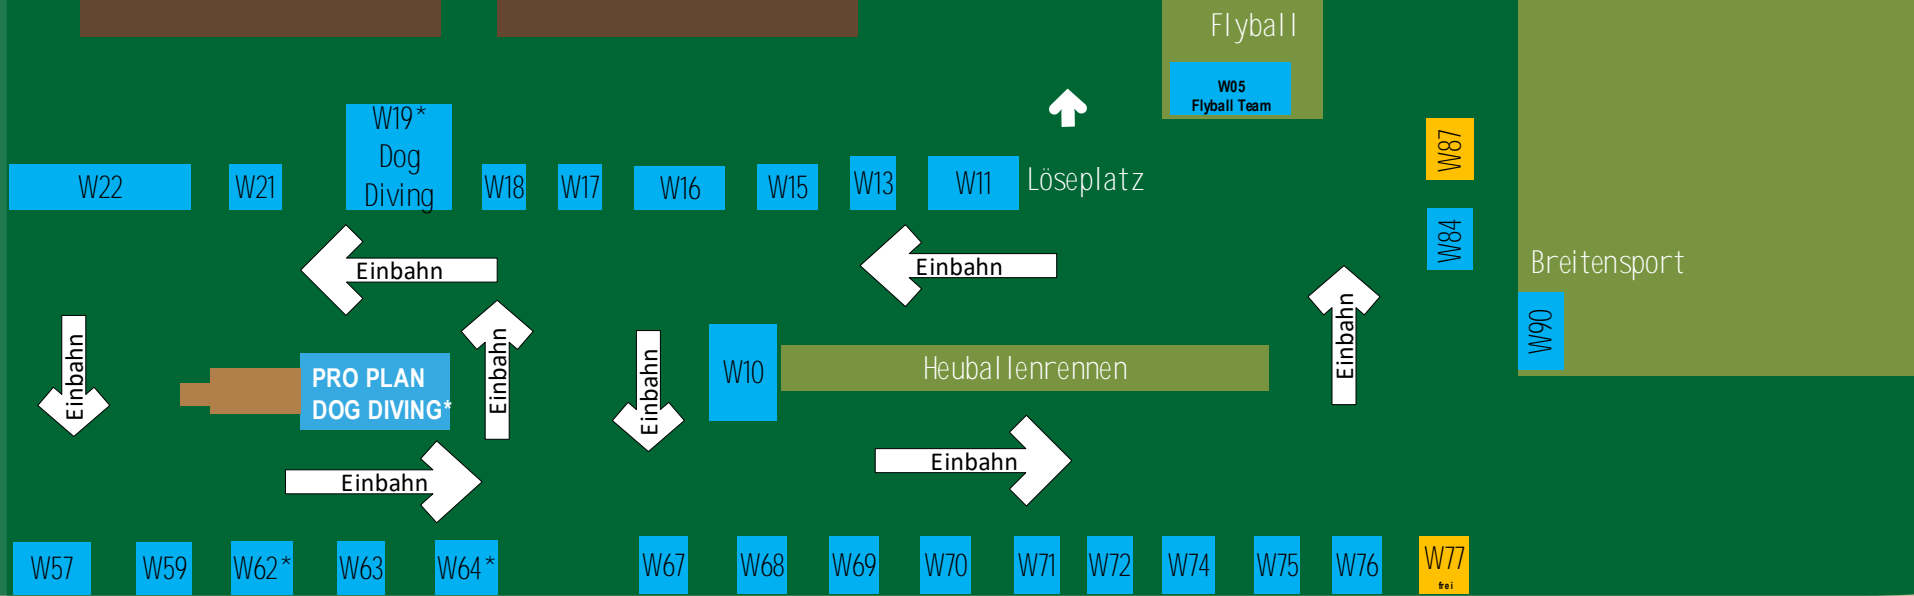 Flyball
W05
Flyball Team
W19*
Dog
Diving
W87
W22
W21
W18
W17
W16
W15
W13
W11
Löseplatz
W84
Breitensport
Einbahn
Einbahn
Einbahn
Einbahn
Einbahn
Einbahn
W90
PRO PLAN
DOG DIVING*
W10
Heuballenrennen
Einbahn
Einbahn
W57
W59
W62*
W63
W64*
W67
W68
W69
W70
W71
W72
W74
W75
W76
W77
frei